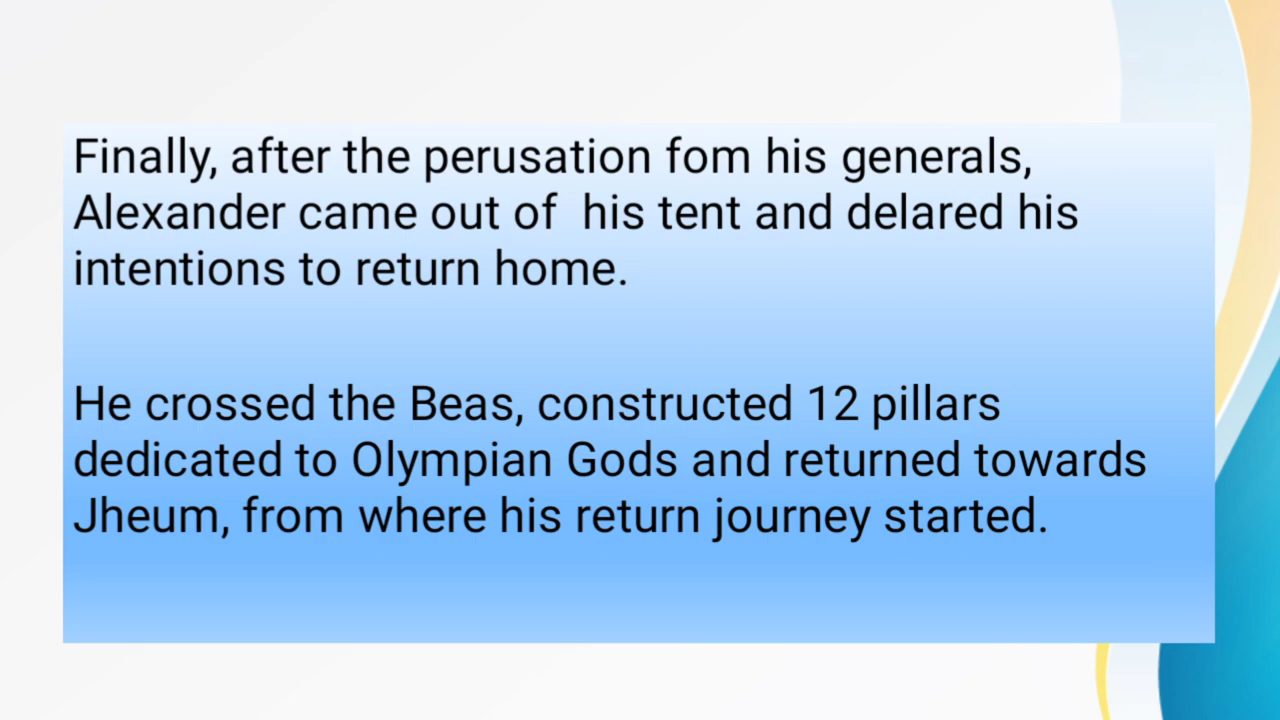 Finally, after the perusation fom his generals,
Alexander came out of  his tent and delared his
intentions to return home.
He crossed the Beas, constructed 12 pillars
dedicated to Olympian Gods and returned towards
Jheum, from where his return journey started.